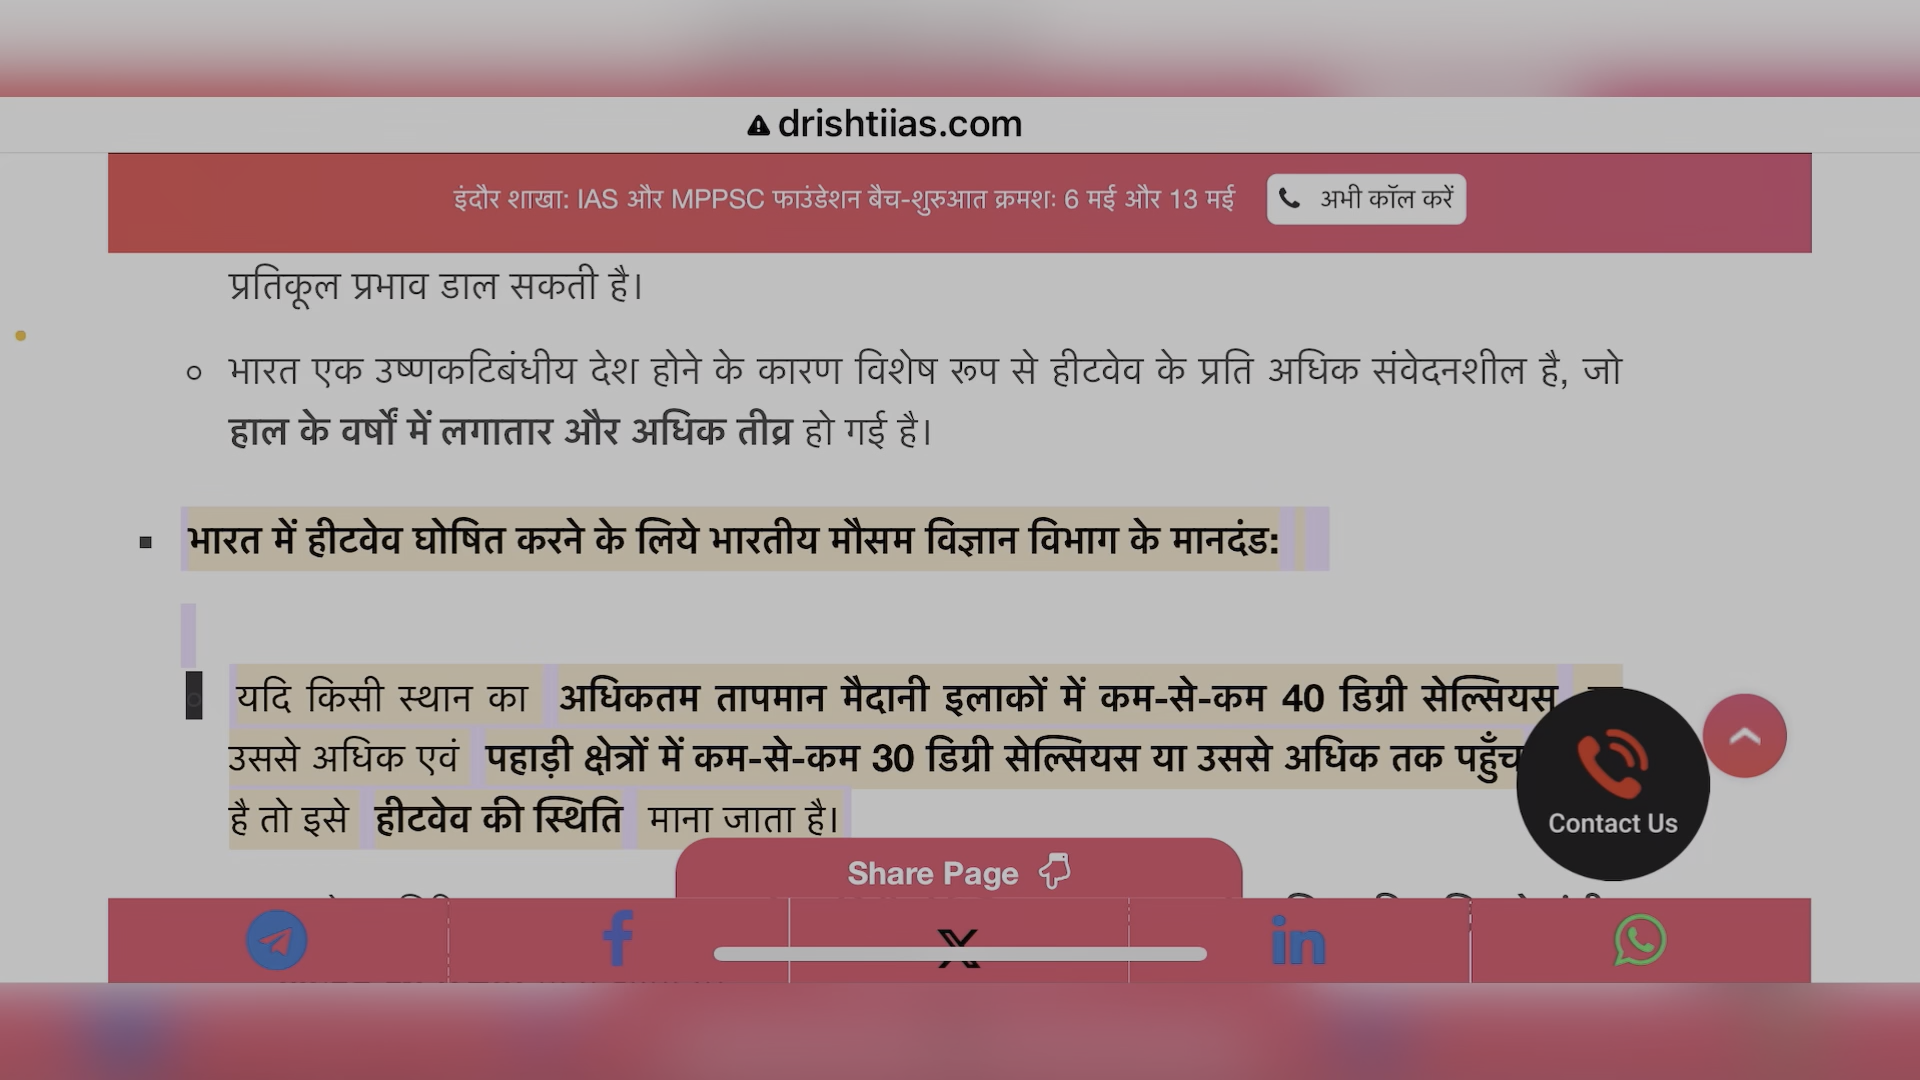 drishtiias.com
इंदौर शाखा: IAS और MPPSC फाउंडेशन बैच-शुरुआत क्रमशः 6 मई और 13 मई
अभी कॉल करें
प्रतिकूल प्रभाव डाल सकती है।
भारत एक उष्णकटिबंधीय देश होने के कारण विशेष रूप से हीटवेव के प्रति अधिक संवेदनशील है, जो
हाल के वर्षों में लगातार और अधिक तीव्र हो गई है।
भारत में हीटवेव घोषित करने के लिये भारतीय मौसम विज्ञान विभाग के मानदंड:
यदि किसी स्थान का अधिकतम तापमान मैदानी इलाकों में कम-से-कम 40 डिग्री सेल्सियस
उससे अधिक एवं पहाड़ी क्षेत्रों में कम-से-कम 30 डिग्री सेल्सियस या उससे अधिक तक पहुँच
है तो इसे हीटवेव की स्थिति माना जाता है।
Contact Us
Share Page